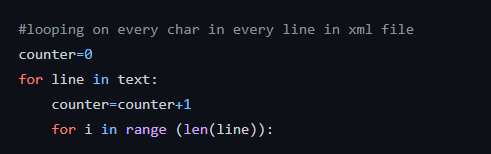 #looping on every char in every line in xml file
counter=0
for line in text:
    counter=counter+1
    for i in range (len(line)):